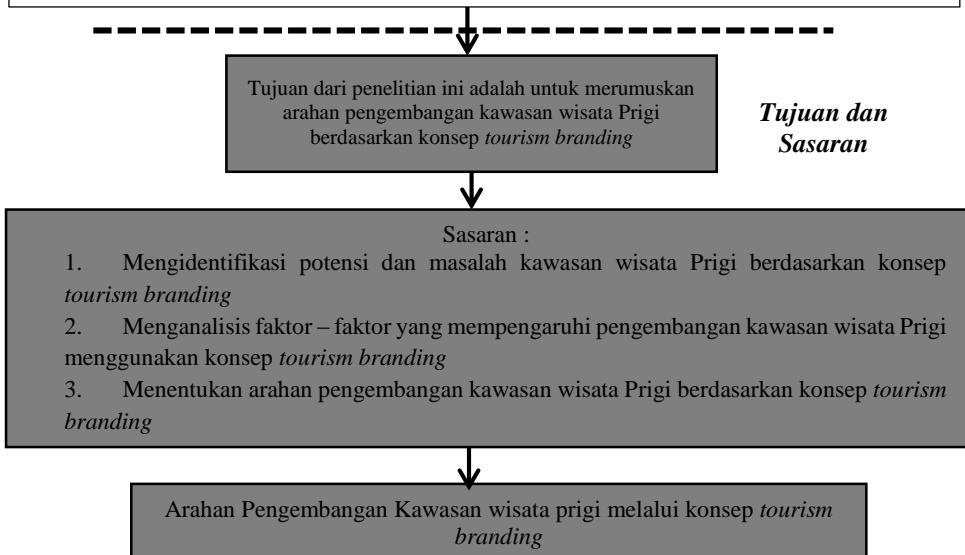 Tujuan dari penelitian ini adalah untuk merumuskan
arahan pengembangan kawasan wisata Prigi
berdasarkan konsep tourism branding
Tujuan dan
Sasaran
Sasaran :
1. Mengidentifikasi potensi dan masalah kawasan wisata Prigi berdasarkan konsep
tourism branding
2. Menganalisis faktor – faktor yang mempengaruhi pengembangan kawasan wisata Prigi
menggunakan konsep tourism branding
3. Menentukan arahan pengembangan kawasan wisata Prigi berdasarkan konsep tourism
branding
Arahan Pengembangan Kawasan wisata prigi melalui konsep tourism
branding